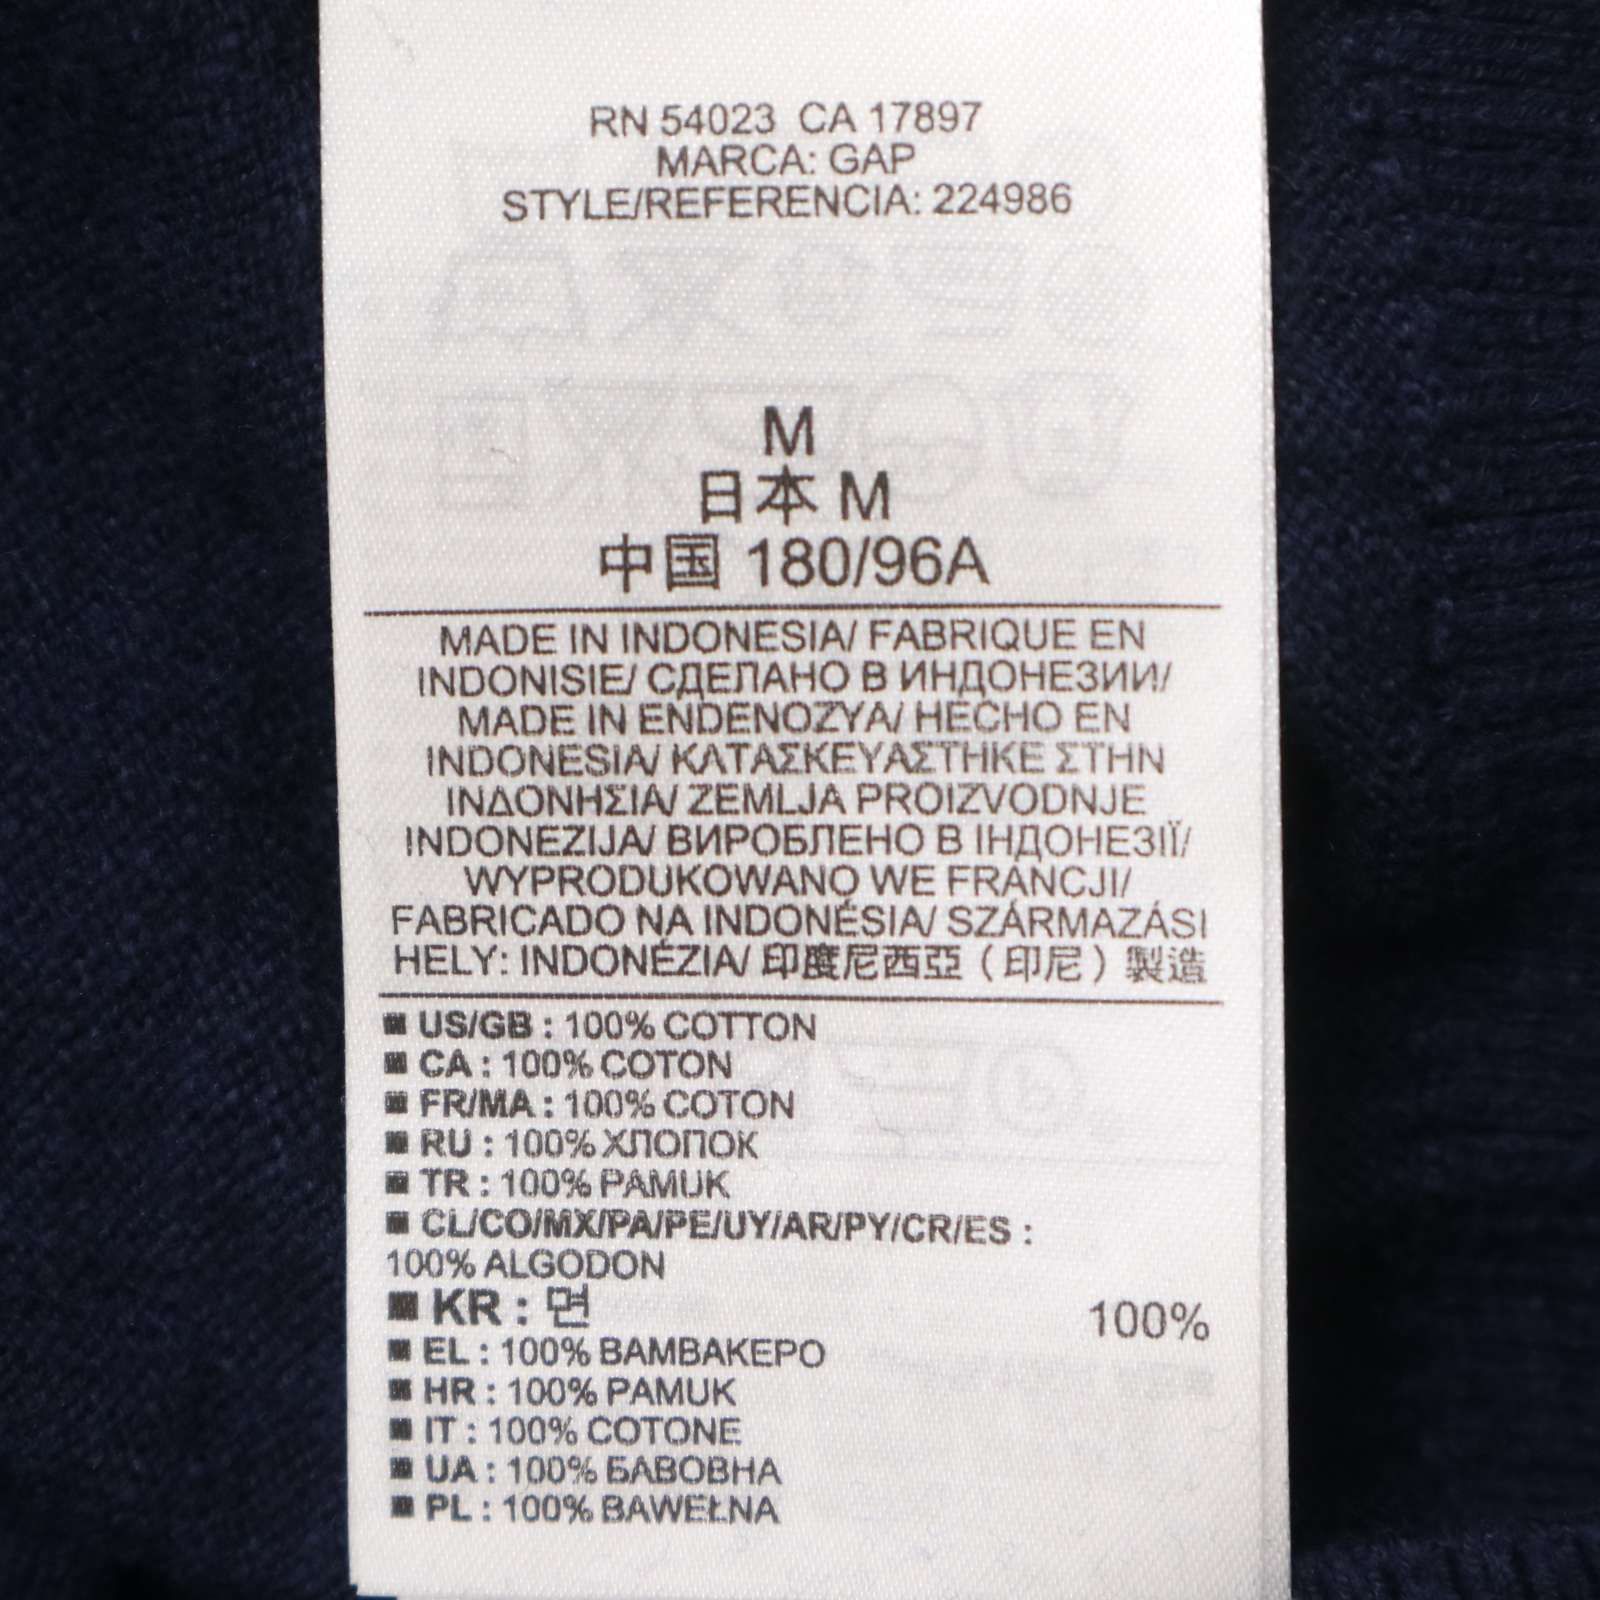 RN 54023 CA 17897
MARCA: GAP
STYLE/REFERENCIA: 224986
M
日本 M
中国 180/96A
MADE IN INDONESIA/ FABRIQUE EN
INDONISIE/ СДЕЛАНО В ИНДОНЕЗИИ/
MADE IN ENDENOZYA/ HECHO EN
INDONESIA/ ΚΑΤΑΣΚΕΥΑΣΤΗΚΕ ΣΤΗΝ
ΙΝΔΟΝΗΣΙΑ/ ZEMLJA PROIZVODNJE
INDONEZIJA/ ВИРОБЛЕНО В ІНДОНЕЗІЇ/
WYPRODUKOWANO WE FRANCJI/
FABRICADO NA INDONÉSIA/ SZÁRMAZÁSI
HELY: INDONÉZIA/ 印度尼西亞（印尼）製造
■ US/GB : 100% COTTON
■ CA : 100% COTON
■ FR/MA : 100% COTON
■ RU : 100% ХЛОПОК
■ TR : 100% PAMUK
■ CL/CO/MX/PA/PE/UY/AR/PY/CR/ES :
100% ALGODON
■ KR : 면 100%
■ EL : 100% ΒΑΜΒΑΚΕΡΟ
■ HR : 100% PAMUK
■ IT : 100% COTONE
■ UA : 100% БАВОВНА
■ PL : 100% BAWEŁNA